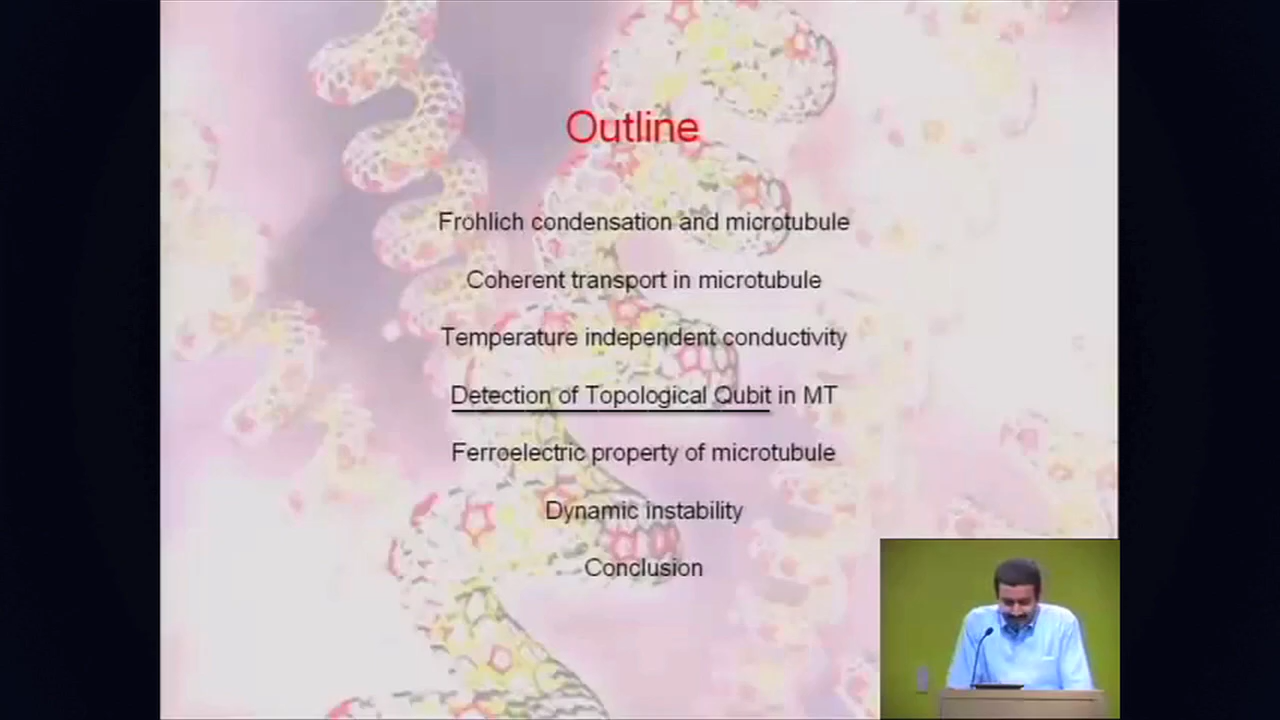 Outline
Frohlich condensation and microtubule
Coherent transport in microtubule
Temperature independent conductivity
Detection of Topological Qubit in MT
Ferroelectric property of microtubule
Dynamic instability
Conclusion